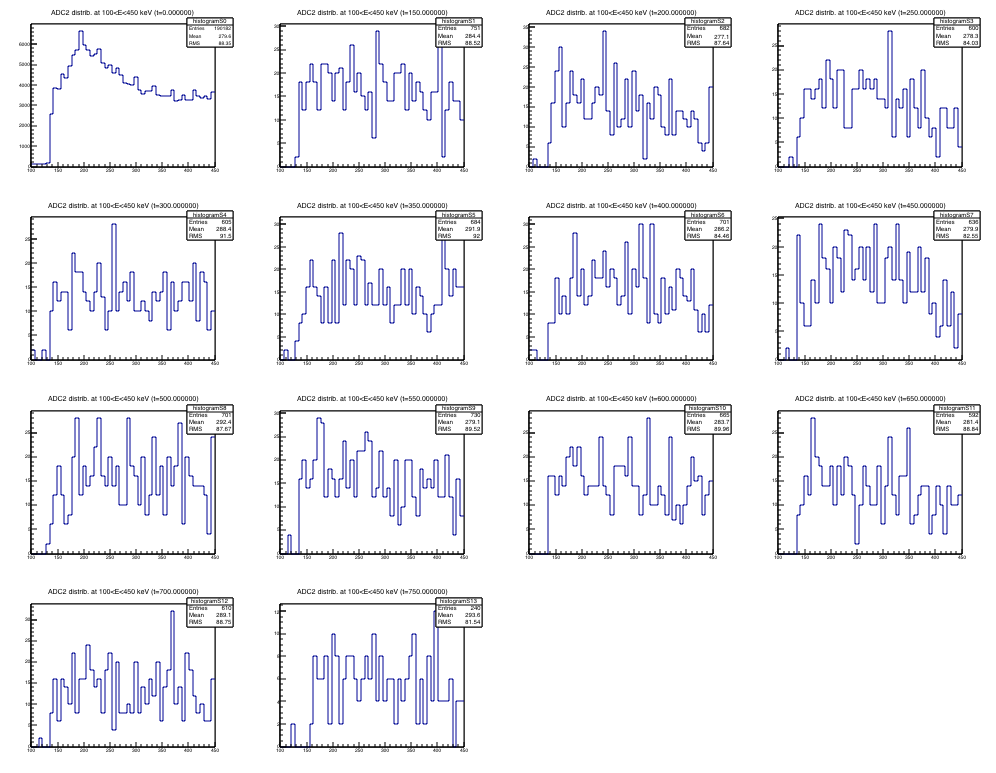 ADC2 distrib. at 100<E<450 keV (t=0.000000)
histogramS0
Entries 190182
Mean 279.6
RMS 88.35
ADC2 distrib. at 100<E<450 keV (t=150.000000)
histogramS1
Entries 751
Mean 284.4
RMS 88.52
ADC2 distrib. at 100<E<450 keV (t=200.000000)
histogramS2
Entries 682
Mean 277.1
RMS 87.64
ADC2 distrib. at 100<E<450 keV (t=250.000000)
histogramS3
Entries 690
Mean 278.3
RMS 84.03
ADC2 distrib. at 100<E<450 keV (t=300.000000)
histogramS4
Entries 605
Mean 288.4
RMS 91.5
ADC2 distrib. at 100<E<450 keV (t=350.000000)
histogramS5
Entries 684
Mean 291.9
RMS 92
ADC2 distrib. at 100<E<450 keV (t=400.000000)
histogramS6
Entries 701
Mean 286.2
RMS 84.46
ADC2 distrib. at 100<E<450 keV (t=450.000000)
histogramS7
Entries 636
Mean 279.9
RMS 82.55
ADC2 distrib. at 100<E<450 keV (t=500.000000)
histogramS8
Entries 701
Mean 292.4
RMS 87.67
ADC2 distrib. at 100<E<450 keV (t=550.000000)
histogramS9
Entries 730
Mean 279.1
RMS 89.52
ADC2 distrib. at 100<E<450 keV (t=600.000000)
histogramS10
Entries 665
Mean 283.7
RMS 89.96
ADC2 distrib. at 100<E<450 keV (t=650.000000)
histogramS11
Entries 592
Mean 281.4
RMS 88.84
ADC2 distrib. at 100<E<450 keV (t=700.000000)
histogramS12
Entries 610
Mean 289.1
RMS 88.75
ADC2 distrib. at 100<E<450 keV (t=750.000000)
histogramS13
Entries 240
Mean 293.6
RMS 81.54